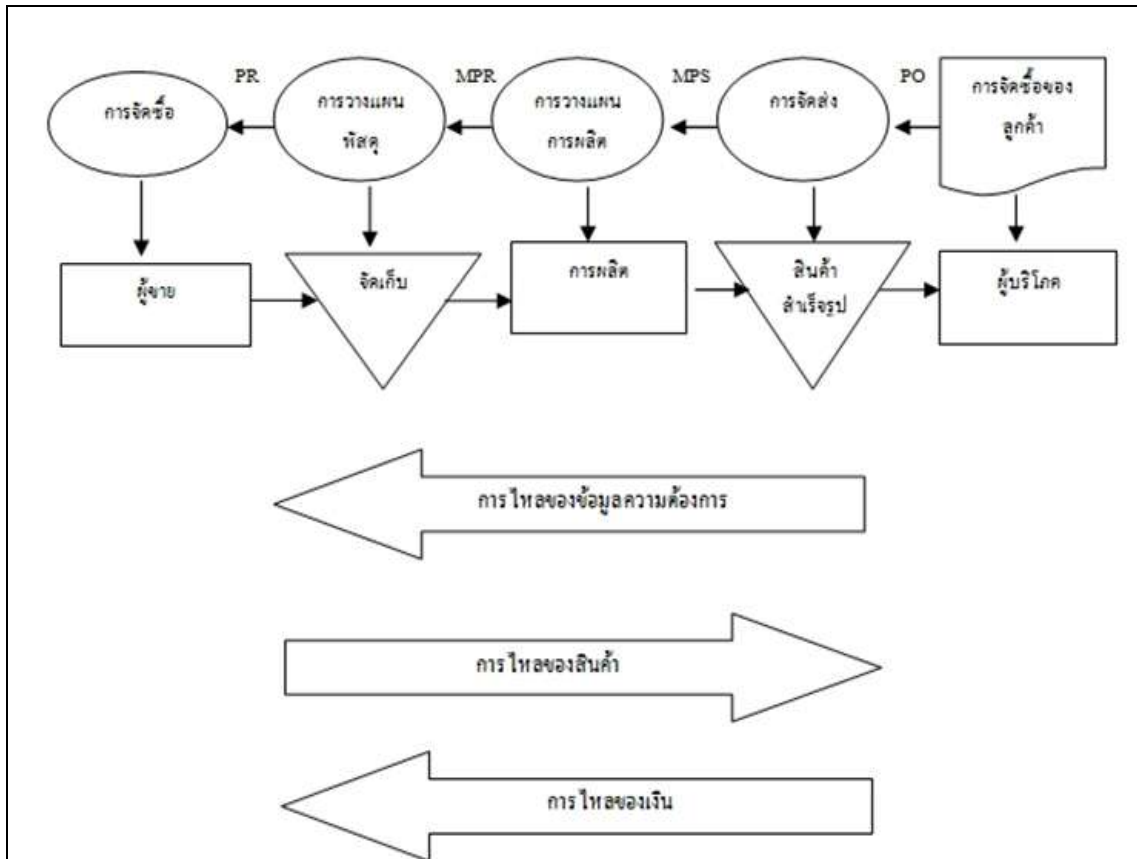 PR
MPR
MPS
PO
การจัดซื้อ
การวางแผน
พัสดุ
การวางแผน
การผลิต
การจัดส่ง
การจัดซื้อของ
ลูกค้า
ผู้ขาย
จัดเก็บ
การผลิต
สินค้า
สำเร็จรูป
ผู้บริโภค
การไหลของข้อมูลความต้องการ
การไหลของสินค้า
การไหลของเงิน